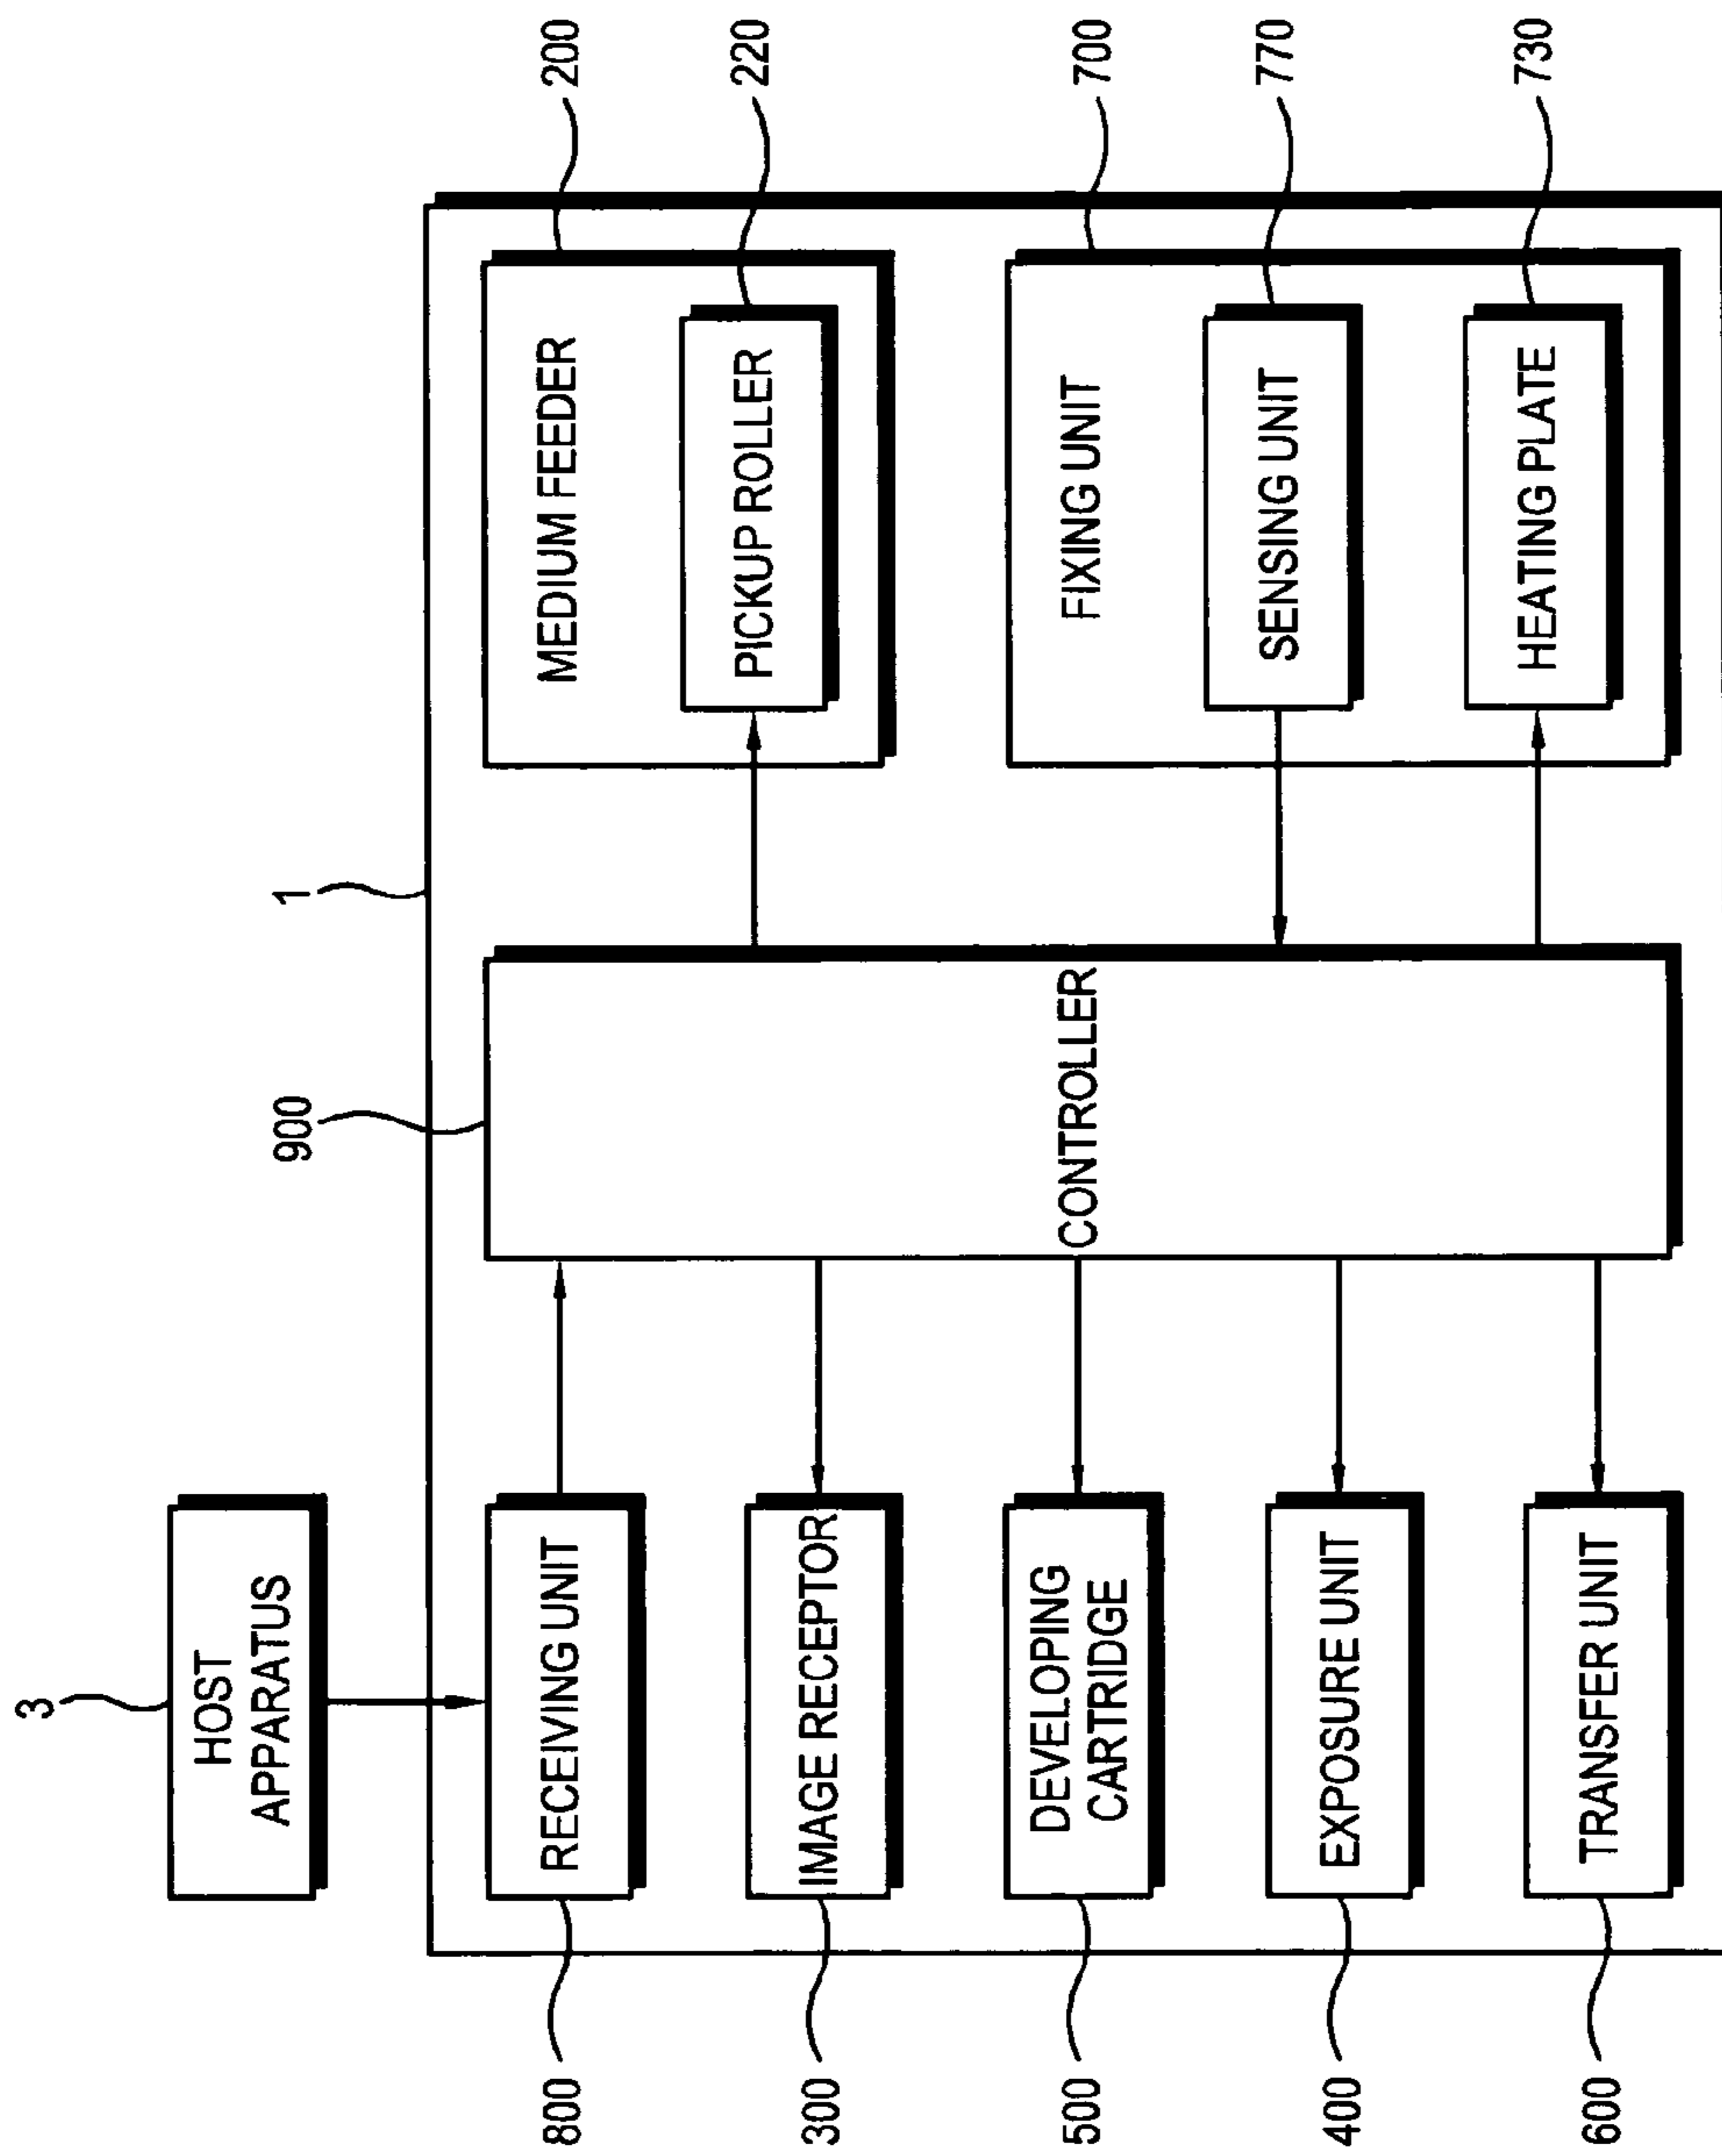 3
HOST
APPARATUS
1
900
800
RECEIVING UNIT
300
IMAGE RECEPTOR
500
DEVELOPING
CARTRIDGE
400
EXPOSURE UNIT
600
TRANSFER UNIT
CONTROLLER
MEDIUM FEEDER
200
PICKUP ROLLER
220
FIXING UNIT
700
SENSING UNIT
770
HEATING PLATE
730